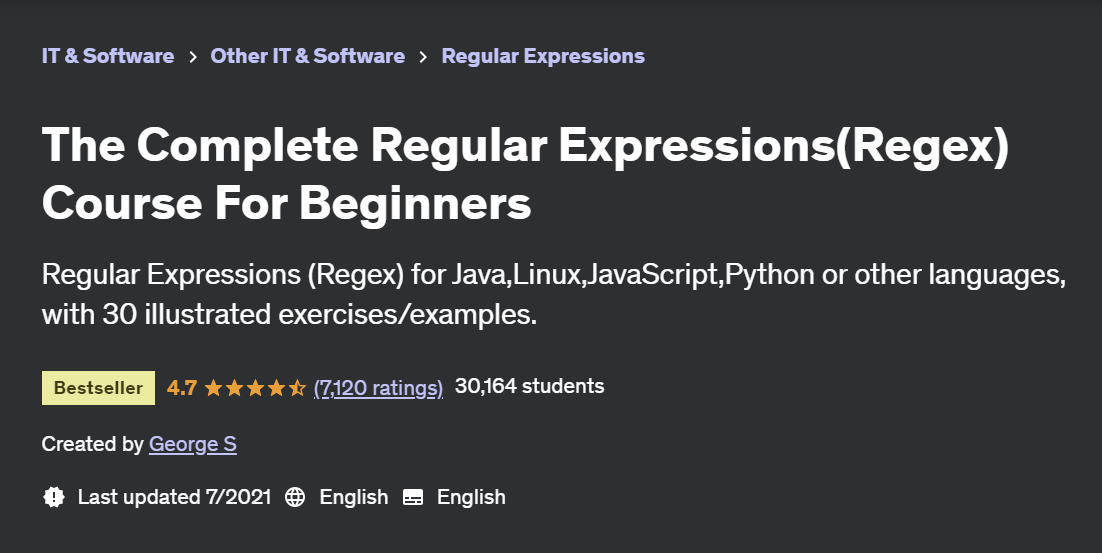 IT & Software > Other IT & Software > Regular Expressions
The Complete Regular Expressions(Regex)
Course For Beginners
Regular Expressions (Regex) for Java,Linux,JavaScript,Python or other languages,
with 30 illustrated exercises/examples.
Bestseller 4.7 (7,120 ratings) 30,164 students
Created by George S
Last updated 7/2021 English English